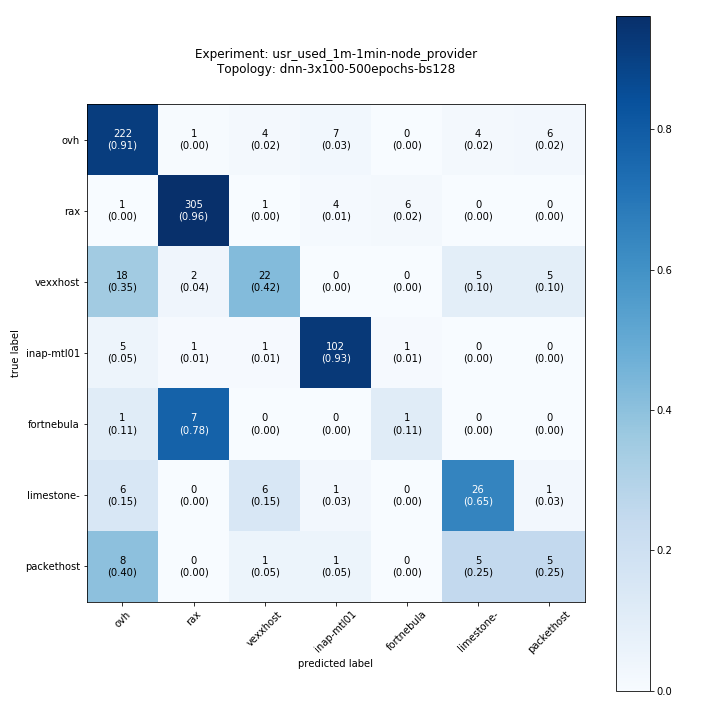 Experiment: usr_used_1m-1min-node_provider
Topology: dnn-3x100-500epochs-bs128
true label
ovh
222 1 4 7 0 4 6
(0.91) (0.00) (0.02) (0.03) (0.00) (0.02) (0.02)
rax
1 305 1 4 6 0 0
(0.00) (0.96) (0.00) (0.01) (0.02) (0.00) (0.00)
vexxhost
18 2 22 0 0 5 5
(0.35) (0.04) (0.42) (0.00) (0.00) (0.10) (0.10)
inap-mtl01
5 1 1 102 1 0 0
(0.05) (0.01) (0.01) (0.93) (0.01) (0.00) (0.00)
fortnebula
1 7 0 0 1 0 0
(0.11) (0.78) (0.00) (0.00) (0.11) (0.00) (0.00)
limestone-
6 0 6 1 0 26 1
(0.15) (0.00) (0.15) (0.03) (0.00) (0.65) (0.03)
packethost
8 0 1 1 0 5 5
(0.40) (0.00) (0.05) (0.05) (0.00) (0.25) (0.25)
ovh rax vexxhost inap-mtl01 fortnebula limestone- packethost
predicted label
0.8
0.6
0.4
0.2
0.0